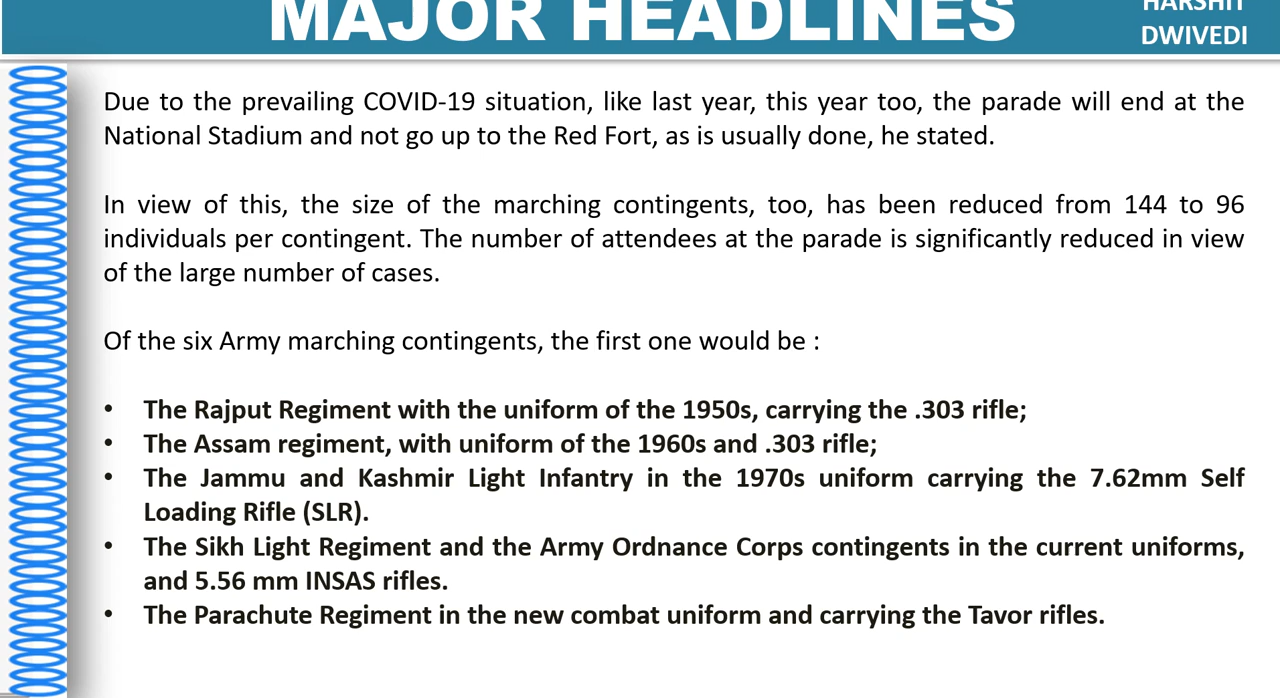 MAJOR HEADLINES
HARSHIT
DWIVEDI
Due to the prevailing COVID-19 situation, like last year, this year too, the parade will end at the
National Stadium and not go up to the Red Fort, as is usually done, he stated.
In view of this, the size of the marching contingents, too, has been reduced from 144 to 96
individuals per contingent. The number of attendees at the parade is significantly reduced in view
of the large number of cases.
Of the six Army marching contingents, the first one would be :
• The Rajput Regiment with the uniform of the 1950s, carrying the .303 rifle;
• The Assam regiment, with uniform of the 1960s and .303 rifle;
• The Jammu and Kashmir Light Infantry in the 1970s uniform carrying the 7.62mm Self
Loading Rifle (SLR).
• The Sikh Light Regiment and the Army Ordnance Corps contingents in the current uniforms,
and 5.56 mm INSAS rifles.
• The Parachute Regiment in the new combat uniform and carrying the Tavor rifles.